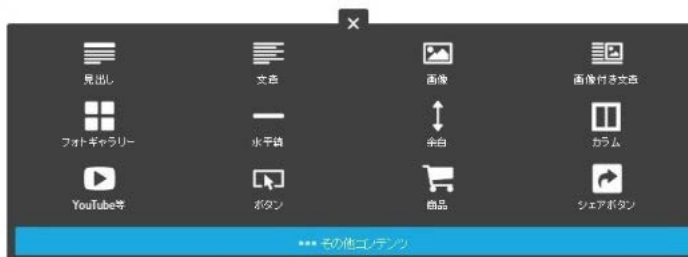 見出し 文章 画像 画像付き文章
フォトギャラリー 水平線 余白 カラム
YouTube等 ボタン 商品 シェアボタン
••• その他コンテンツ